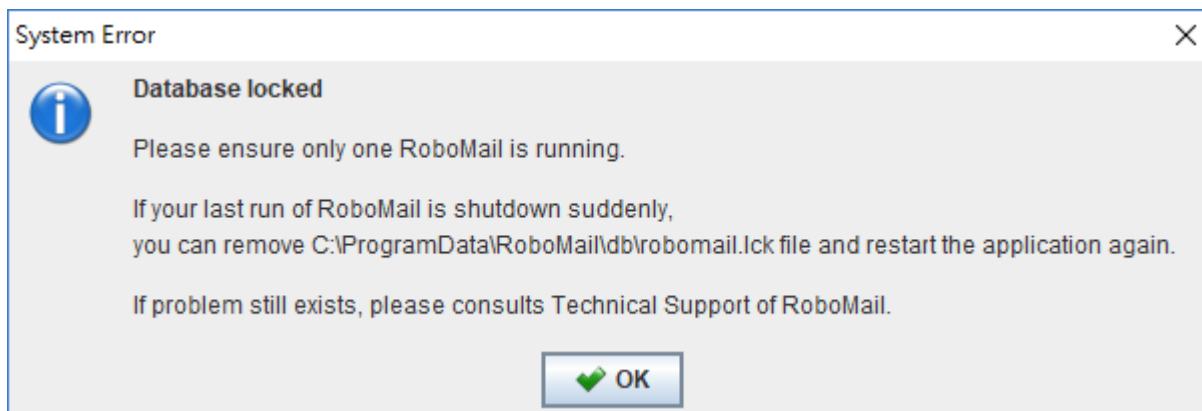 System Error
Database locked
Please ensure only one RoboMail is running.
If your last run of RoboMail is shutdown suddenly,
you can remove C:\ProgramData\RoboMail\db\robomail.lck file and restart the application again.
If problem still exists, please consults Technical Support of RoboMail.
OK